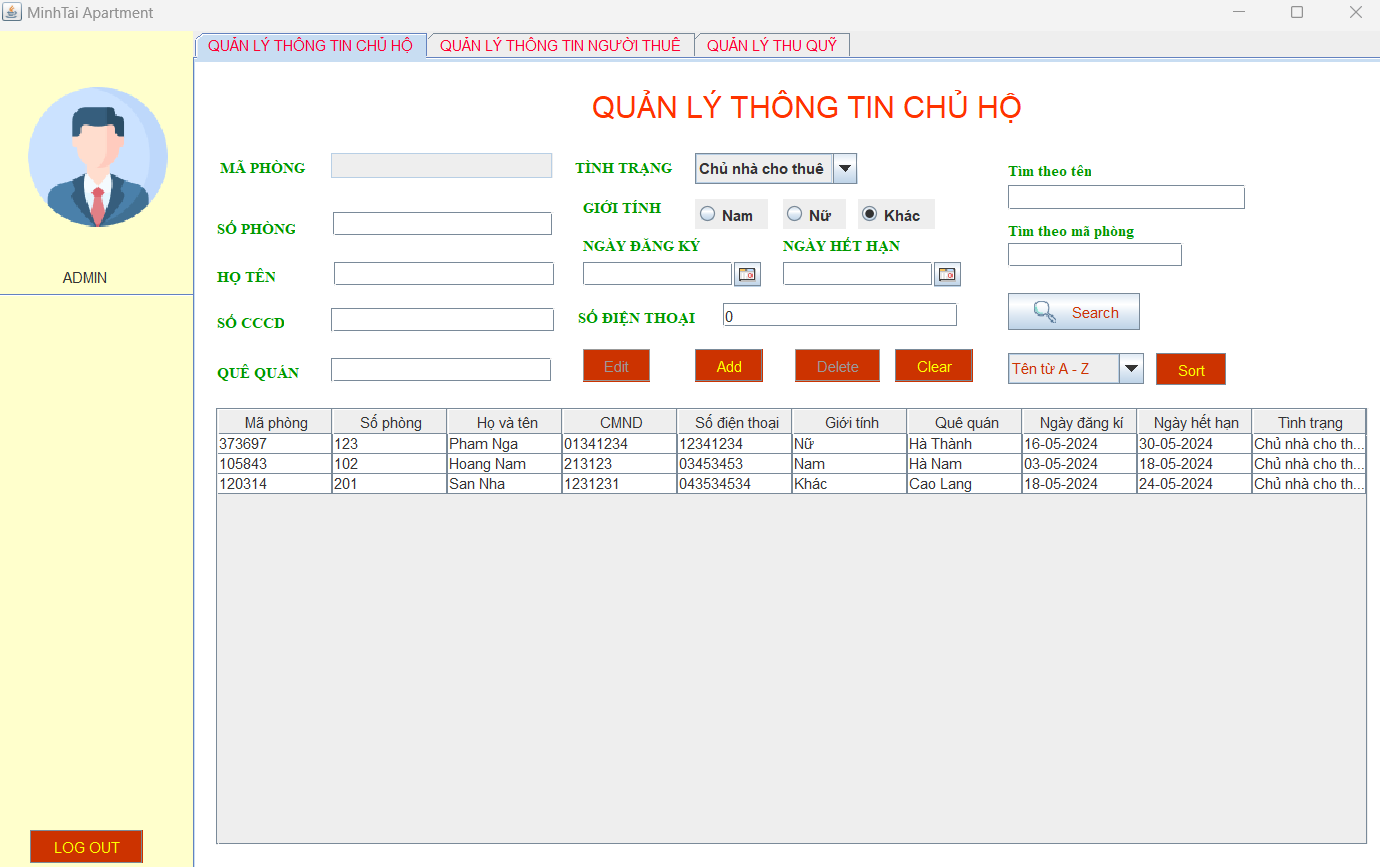 MinhTai Apartment
QUẢN LÝ THÔNG TIN CHỦ HỘ QUẢN LÝ THÔNG TIN NGƯỜI THUÊ QUẢN LÝ THU QUỸ
QUẢN LÝ THÔNG TIN CHỦ HỘ
MÃ PHÒNG TÌNH TRẠNG Chủ nhà cho thuê Tìm theo tên
GIỚI TÍNH Nam Nữ Khác
SỐ PHÒNG Tìm theo mã phòng
NGÀY ĐĂNG KÝ NGÀY HẾT HẠN
HỌ TÊN
ADMIN
SỐ CCCD SỐ ĐIỆN THOẠI 0 Search
QUÊ QUÁN Edit Add Delete Clear Tên từ A - Z Sort
Mã phòng Số phòng Họ và tên CMND Số điện thoại Giới tính Quê quán Ngày đăng kí Ngày hết hạn Tình trạng
373697 123 Pham Nga 01341234 12341234 Nữ Hà Thành 16-05-2024 30-05-2024 Chủ nhà cho th...
105843 102 Hoang Nam 213123 03453453 Nam Hà Nam 03-05-2024 18-05-2024 Chủ nhà cho th...
120314 201 San Nha 1231231 043534534 Khác Cao Lang 18-05-2024 24-05-2024 Chủ nhà cho th...
LOG OUT